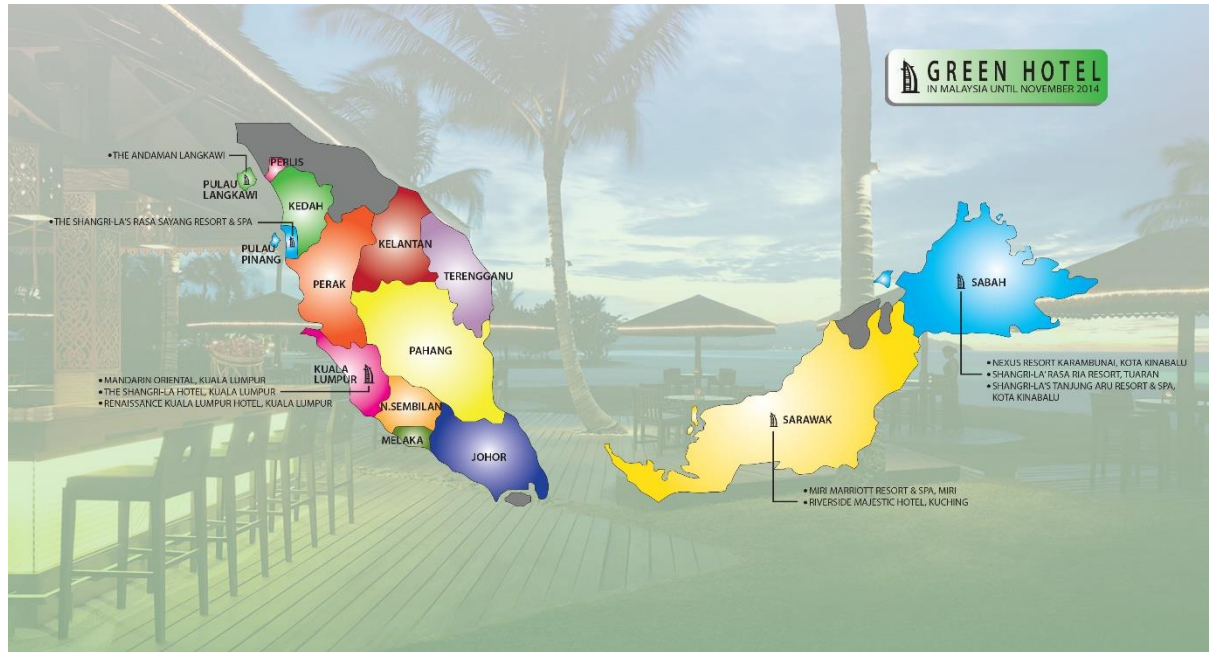 GREEN HOTEL
IN MALAYSIA UNTIL NOVEMBER 2014
• THE ANDAMAN LANGKAWI
PERLIS
PULAU
LANGKAWI
KEDAH
• THE SHANGRI-LA'S RASA SAYANG RESORT & SPA
PULAU
PINANG
KELANTAN
TERENGGANU
PERAK
PAHANG
KUALA
LUMPUR
• MANDARIN ORIENTAL, KUALA LUMPUR
• THE SHANGRI-LA HOTEL, KUALA LUMPUR
• RENAISSANCE KUALA LUMPUR HOTEL, KUALA LUMPUR
N.SEMBILAN
MELAKA
JOHOR
SABAH
• NEXUS RESORT KARAMBUNAI, KOTA KINABALU
• SHANGRI-LA' RASA RIA RESORT, TUARAN
• SHANGRI-LA'S TANJUNG ARU RESORT & SPA,
KOTA KINABALU
SARAWAK
• MIRI MARRIOTT RESORT & SPA, MIRI
• RIVERSIDE MAJESTIC HOTEL, KUCHING